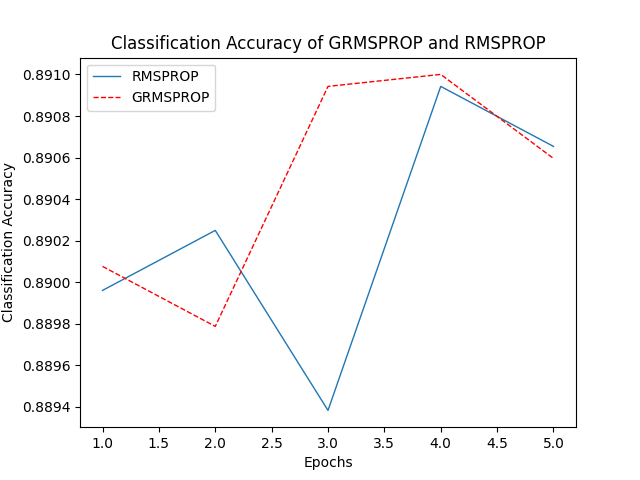 Classification Accuracy of GRMSPROP and RMSPROP
RMSPROP
GRMSPROP
0.8910
0.8908
0.8906
0.8904
0.8902
0.8900
0.8898
0.8896
0.8894
Classification Accuracy
1.0 1.5 2.0 2.5 3.0 3.5 4.0 4.5 5.0
Epochs